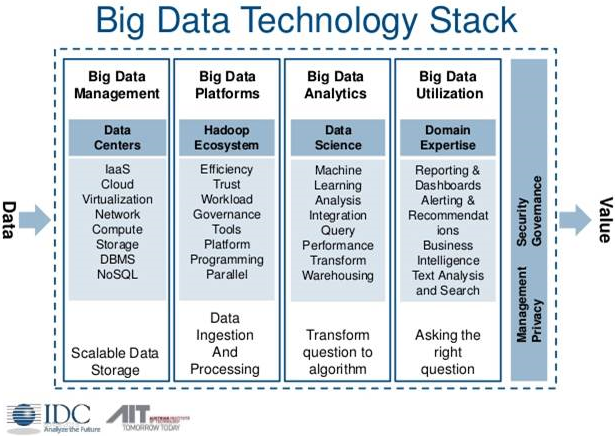 Big Data Technology Stack
Data
Big Data
Management
Data
Centers
IaaS
Cloud
Virtualization
Network
Compute
Storage
DBMS
NoSQL
Scalable Data
Storage
Big Data
Platforms
Hadoop
Ecosystem
Efficiency
Trust
Workload
Governance
Tools
Platform
Programming
Parallel
Data
Ingestion
And
Processing
Big Data
Analytics
Data
Science
Machine
Learning
Analysis
Integration
Query
Performance
Transform
Warehousing
Transform
question to
algorithm
Big Data
Utilization
Domain
Expertise
Reporting &
Dashboards
Alerting &
Recommendat
ions
Business
Intelligence
Text Analysis
and Search
Asking the
right
question
Security
Governance
Management
Privacy
Value
IDC
Analyze the Future
AIT
AUSTRIAN INSTITUTE
OF TECHNOLOGY
TOMORROW TODAY